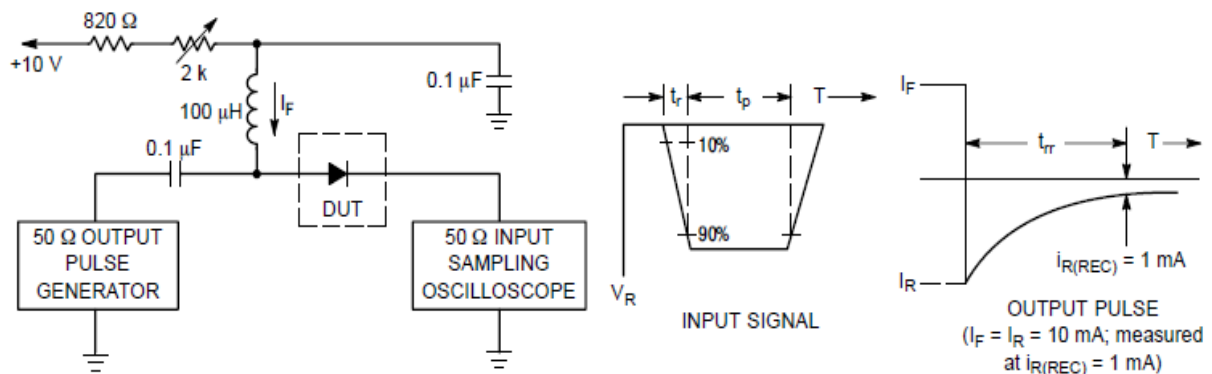 820 Ω
+10 V
2 k
0.1 μF
100 μH
I_F
0.1 μF
DUT
50 Ω OUTPUT
PULSE
GENERATOR
50 Ω INPUT
SAMPLING
OSCILLOSCOPE
t_r
t_p
T
10%
90%
V_R
INPUT SIGNAL
I_F
t_rr
T
I_R
i_R(REC) = 1 mA
OUTPUT PULSE
(I_F = I_R = 10 mA; measured
at i_R(REC) = 1 mA)